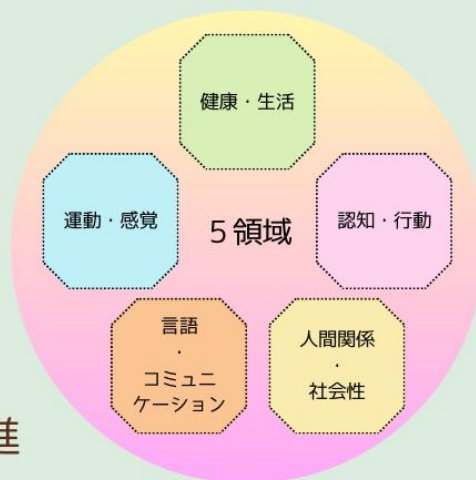 健康・生活
運動・感覚
5領域
認知・行動
言語
・
コミュニ
ケーション
人間関係
・
社会性
進